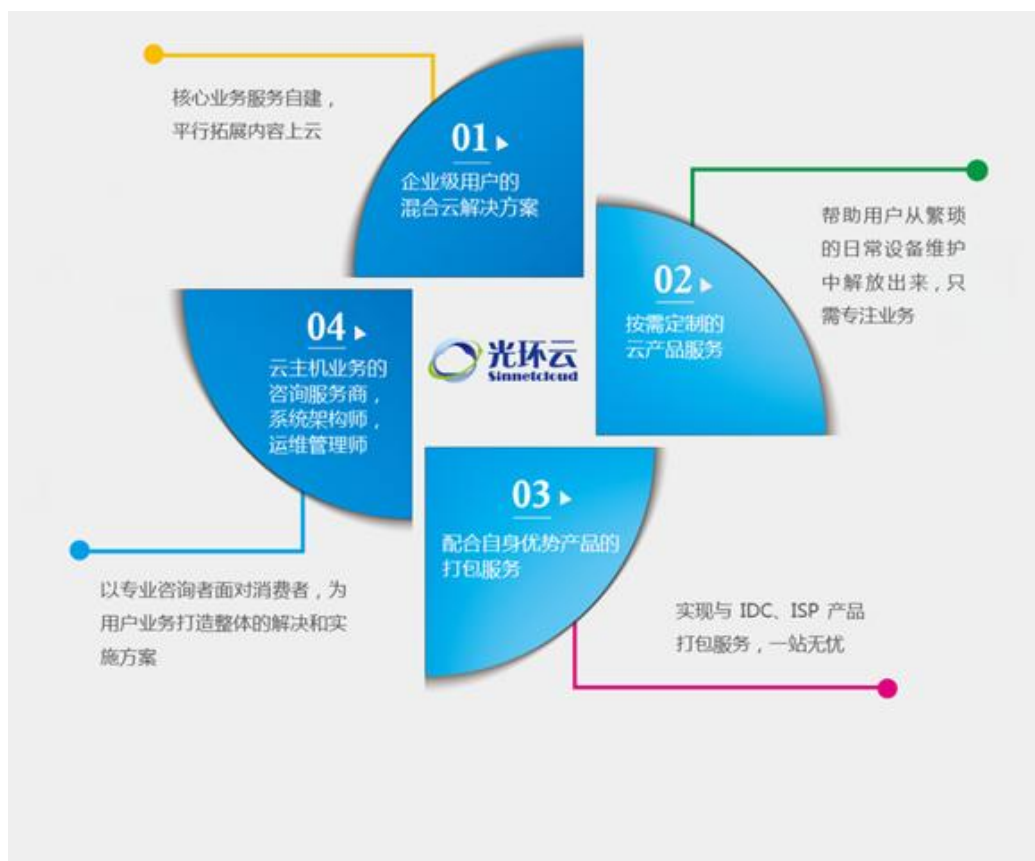 核心业务服务自建，
平行拓展内容上云
01
企业级用户的
混合云解决方案
帮助用户从繁琐
的日常设备维护
中解放出来，只
需专注业务
02
按需定制的
云产品服务
04
云主机业务的
咨询服务商，
系统架构师，
运维管理师
光环云
Sinnetcloud
03
配合自身优势产品的
打包服务
以专业咨询者面对消费者，为
用户业务打造整体的解决和实
施方案
实现与 IDC、ISP 产品
打包服务，一站无忧